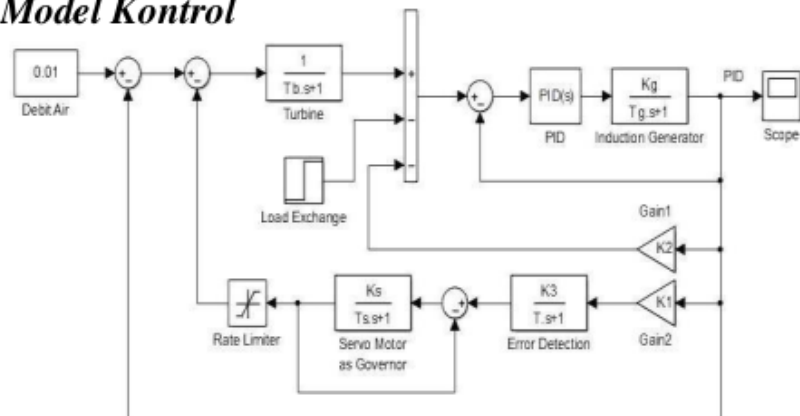 Model Kontrol
0.01
Debit Air
1
Tb.s+1
Turbine
Load Exchange
PID(s)
PID
Kg
Tg.s+1
Induction Generator
PID
Scope
Gain1
K2
K1
Gain2
K3
T.s+1
Error Detection
Ks
Ts.s+1
Servo Motor
as Governor
Rate Limiter